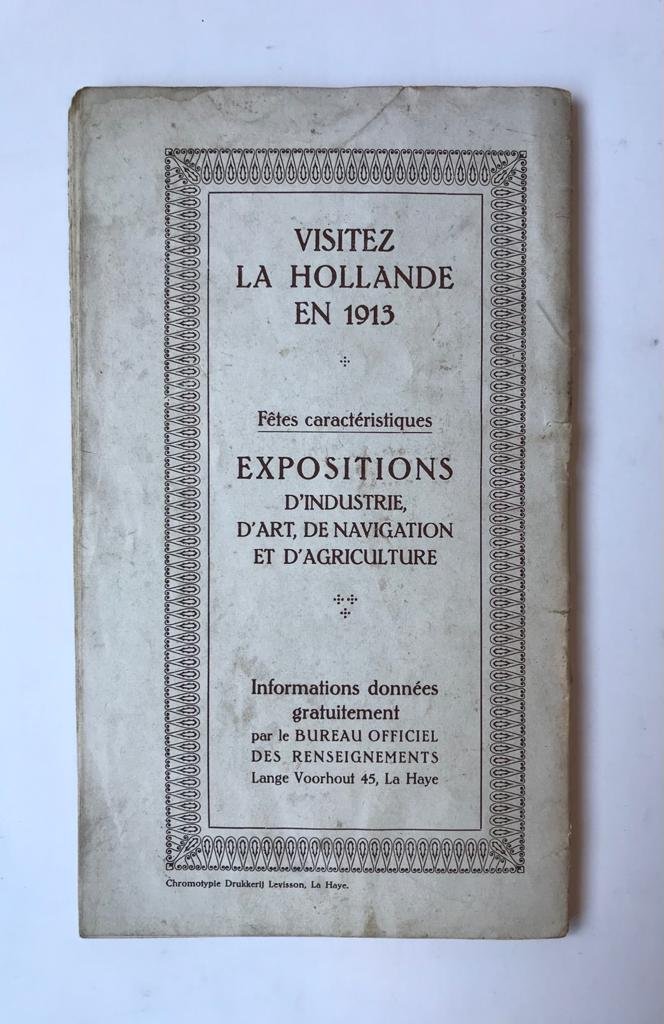 VISITEZ
LA HOLLANDE
EN 1913
Fêtes caractéristiques
EXPOSITIONS
D'INDUSTRIE,
D'ART, DE NAVIGATION
ET D'AGRICULTURE
Informations données
gratuitement
par le BUREAU OFFICIEL
DES RENSEIGNEMENTS
Lange Voorhout 45, La Haye
Chromotypie Drukkerij Levisson, La Haye.